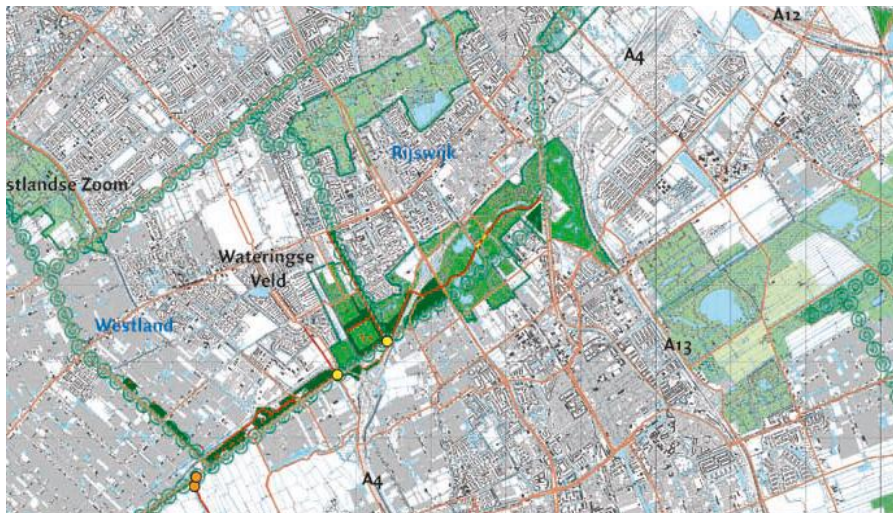 A12
A4
Rijswijk
stlandse Zoom
Wateringse
Veld
Westland
A13
A4